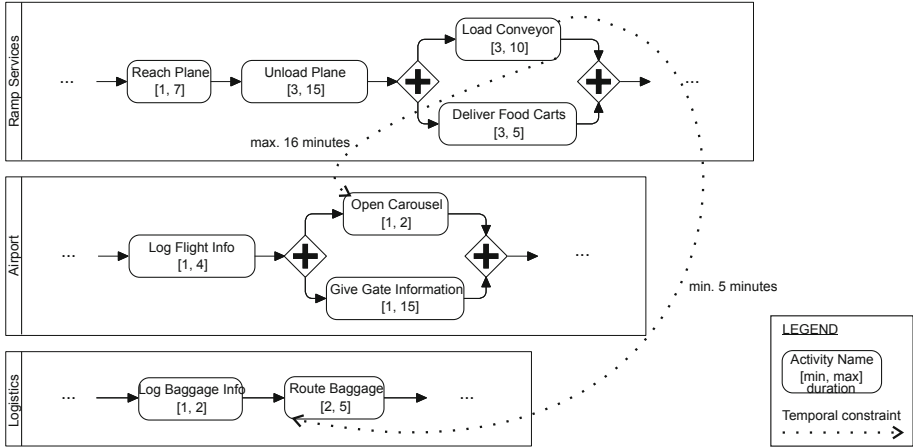 Ramp Services
...
Reach Plane
[1, 7]
Unload Plane
[3, 15]
Load Conveyor
[3, 10]
Deliver Food Carts
[3, 5]
...
max. 16 minutes
Airport
...
Log Flight Info
[1, 4]
Open Carousel
[1, 2]
Give Gate Information
[1, 15]
...
min. 5 minutes
Logistics
...
Log Baggage Info
[1, 2]
Route Baggage
[2, 5]
...
LEGEND
Activity Name
[min, max]
duration
Temporal constraint